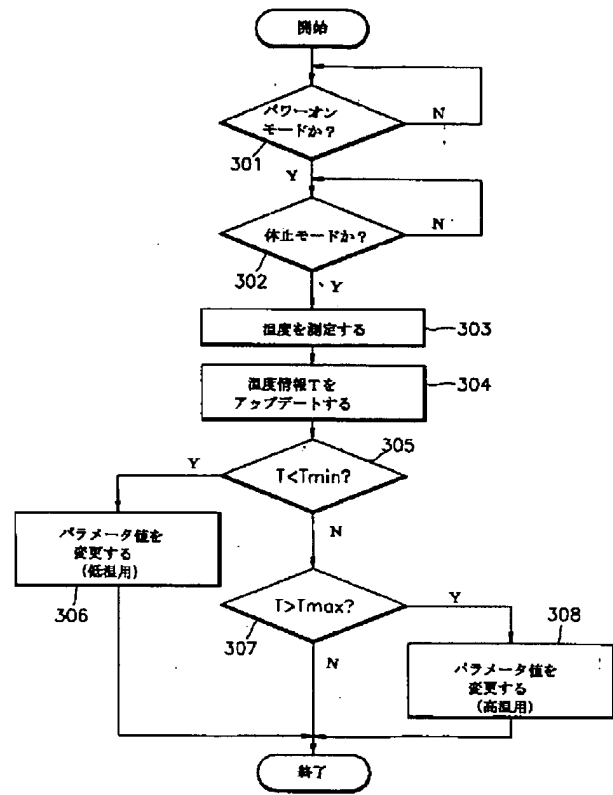 開始
パワーオン
モードか?
N
301
Y
休止モードか?
N
302
Y
温度を測定する
303
温度情報Tを
アップデートする
304
305
Y
T<Tmin?
パラメータ値を
変更する
(低温用)
N
306
T>Tmax?
Y
307
308
N
パラメータ値を
変更する
(高温用)
終了